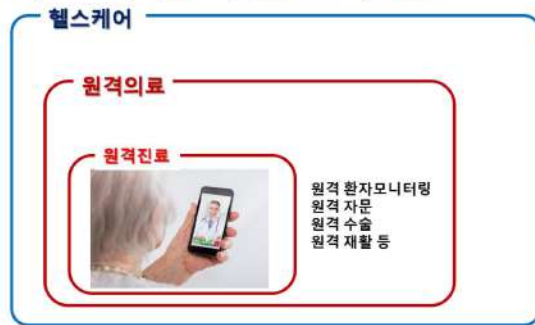 헬스케어
원격의료
원격진료
원격 환자모니터링
원격 자문
원격 수술
원격 재활 등